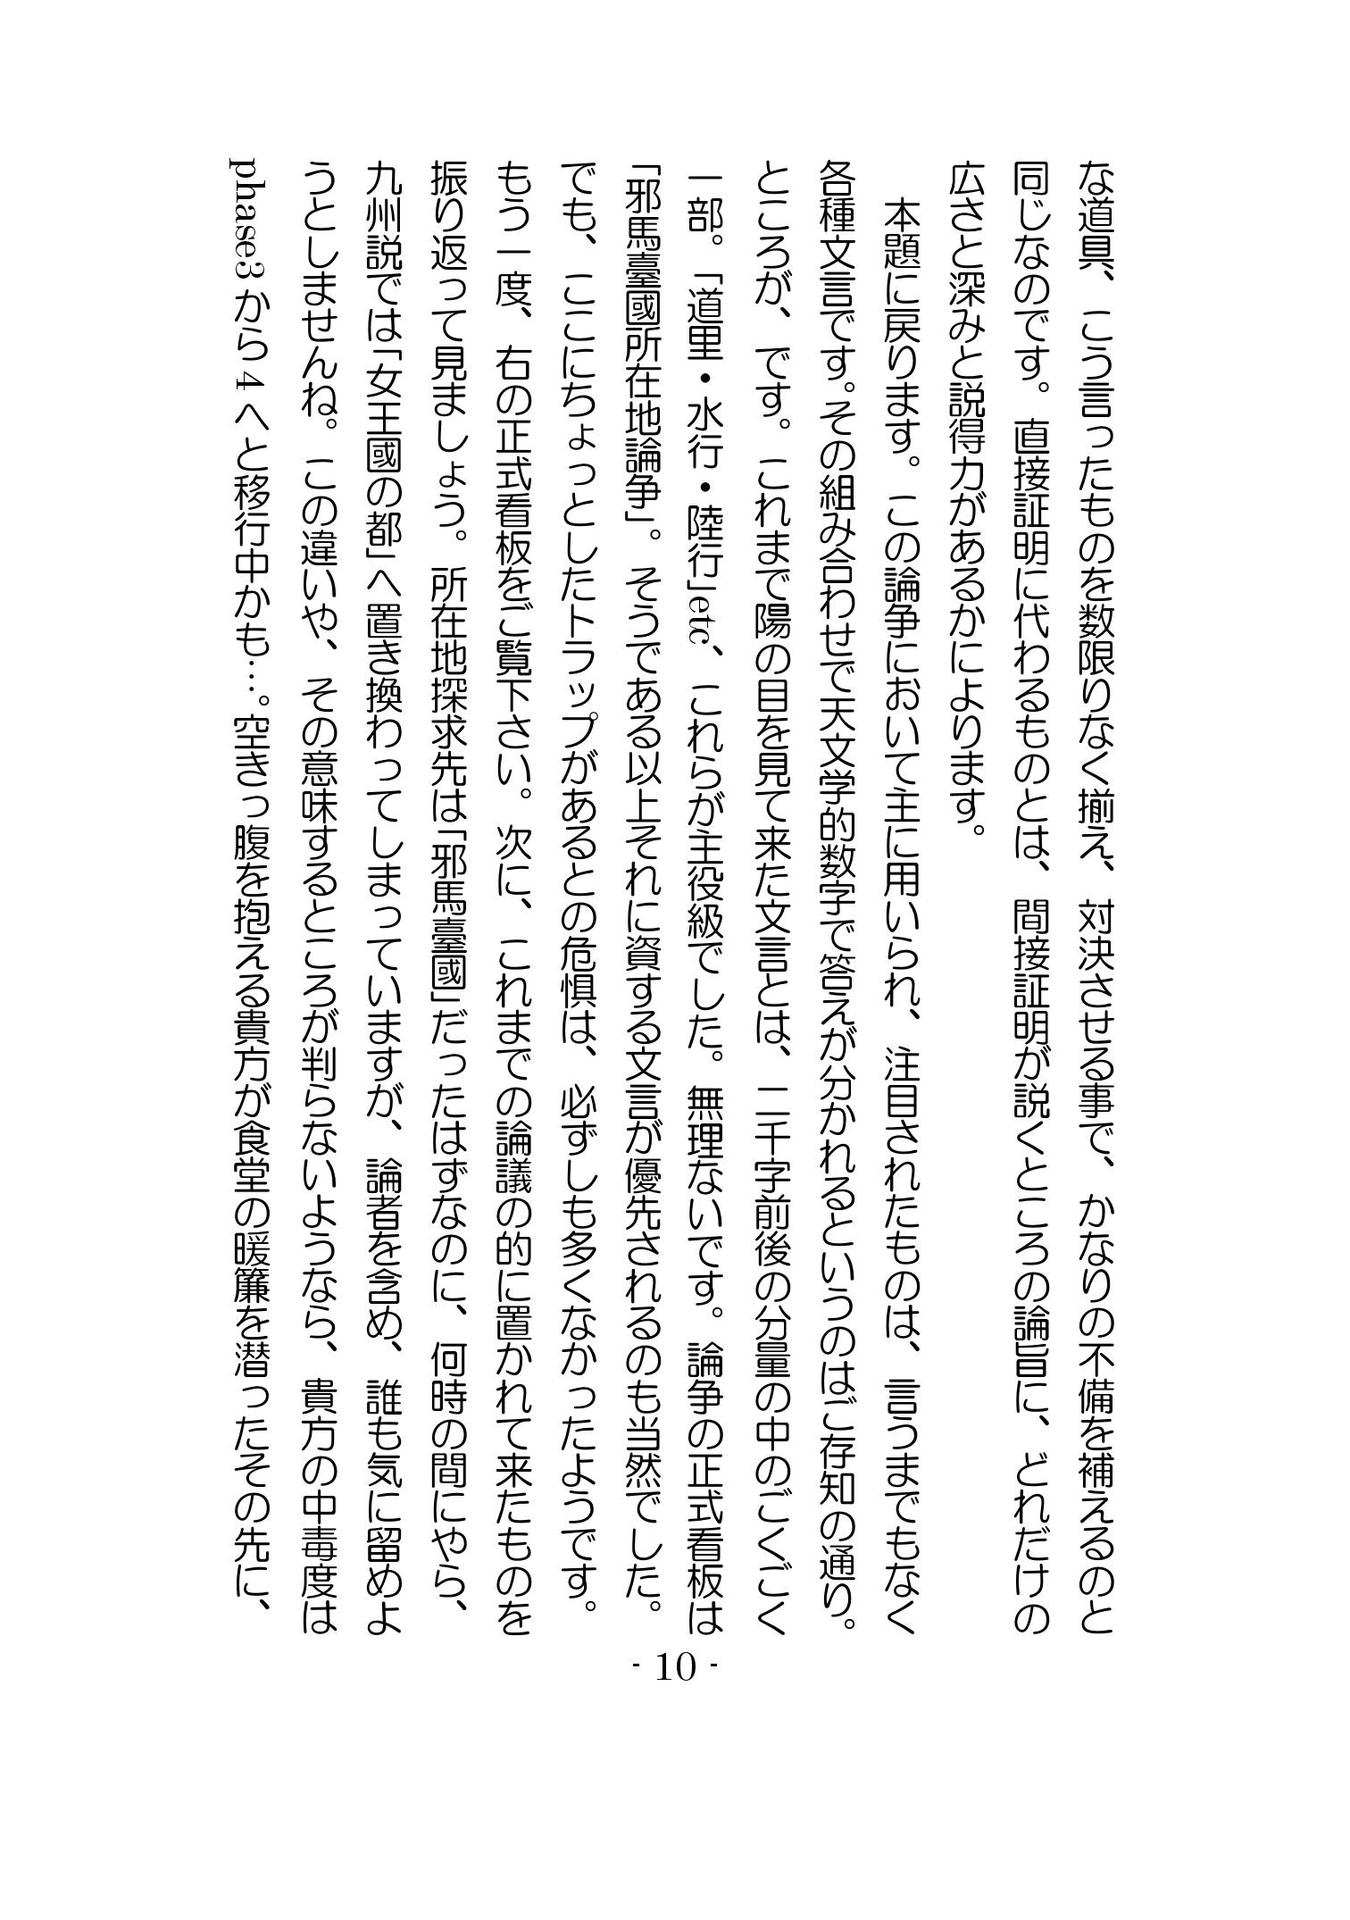 な道具、こう言ったものを数限りなく揃え、対決させる事で、かなりの不備を補えるのと
同じなのです。直接証明に代わるものとは、間接証明が説くところの論旨に、どれだけの
広さと深みと説得力があるかによります。
　本題に戻ります。この論争において主に用いられ、注目されたものは、言うまでもなく
各種文言です。その組み合わせで天文学的数字で答えが分かれるというのはご存知の通り。
ところが、です。これまで陽の目を見て来た文言とは、二千字前後の分量の中のごくごく
一部。「道里・水行・陸行」etc、これらが主役級でした。無理ないです。論争の正式看板は
「邪馬臺國所在地論争」。そうである以上それに資する文言が優先されるのも当然でした。
でも、ここにちょっとしたトラップがあるとの危惧は、必ずしも多くなかったようです。
もう一度、右の正式看板をご覧下さい。次に、これまでの論議の的に置かれて来たものを
振り返って見ましょう。所在地探求先は「邪馬臺國」だったはずなのに、何時の間にやら、
九州説では「女王國の都」へ置き換わってしまっていますが、論者を含め、誰も気に留めよ
うとしませんね。この違いや、その意味するところが判らないようなら、貴方の中毒度は
phase3から4へと移行中かも…。空きっ腹を抱える貴方が食堂の暖簾を潜ったその先に、
- 10 -